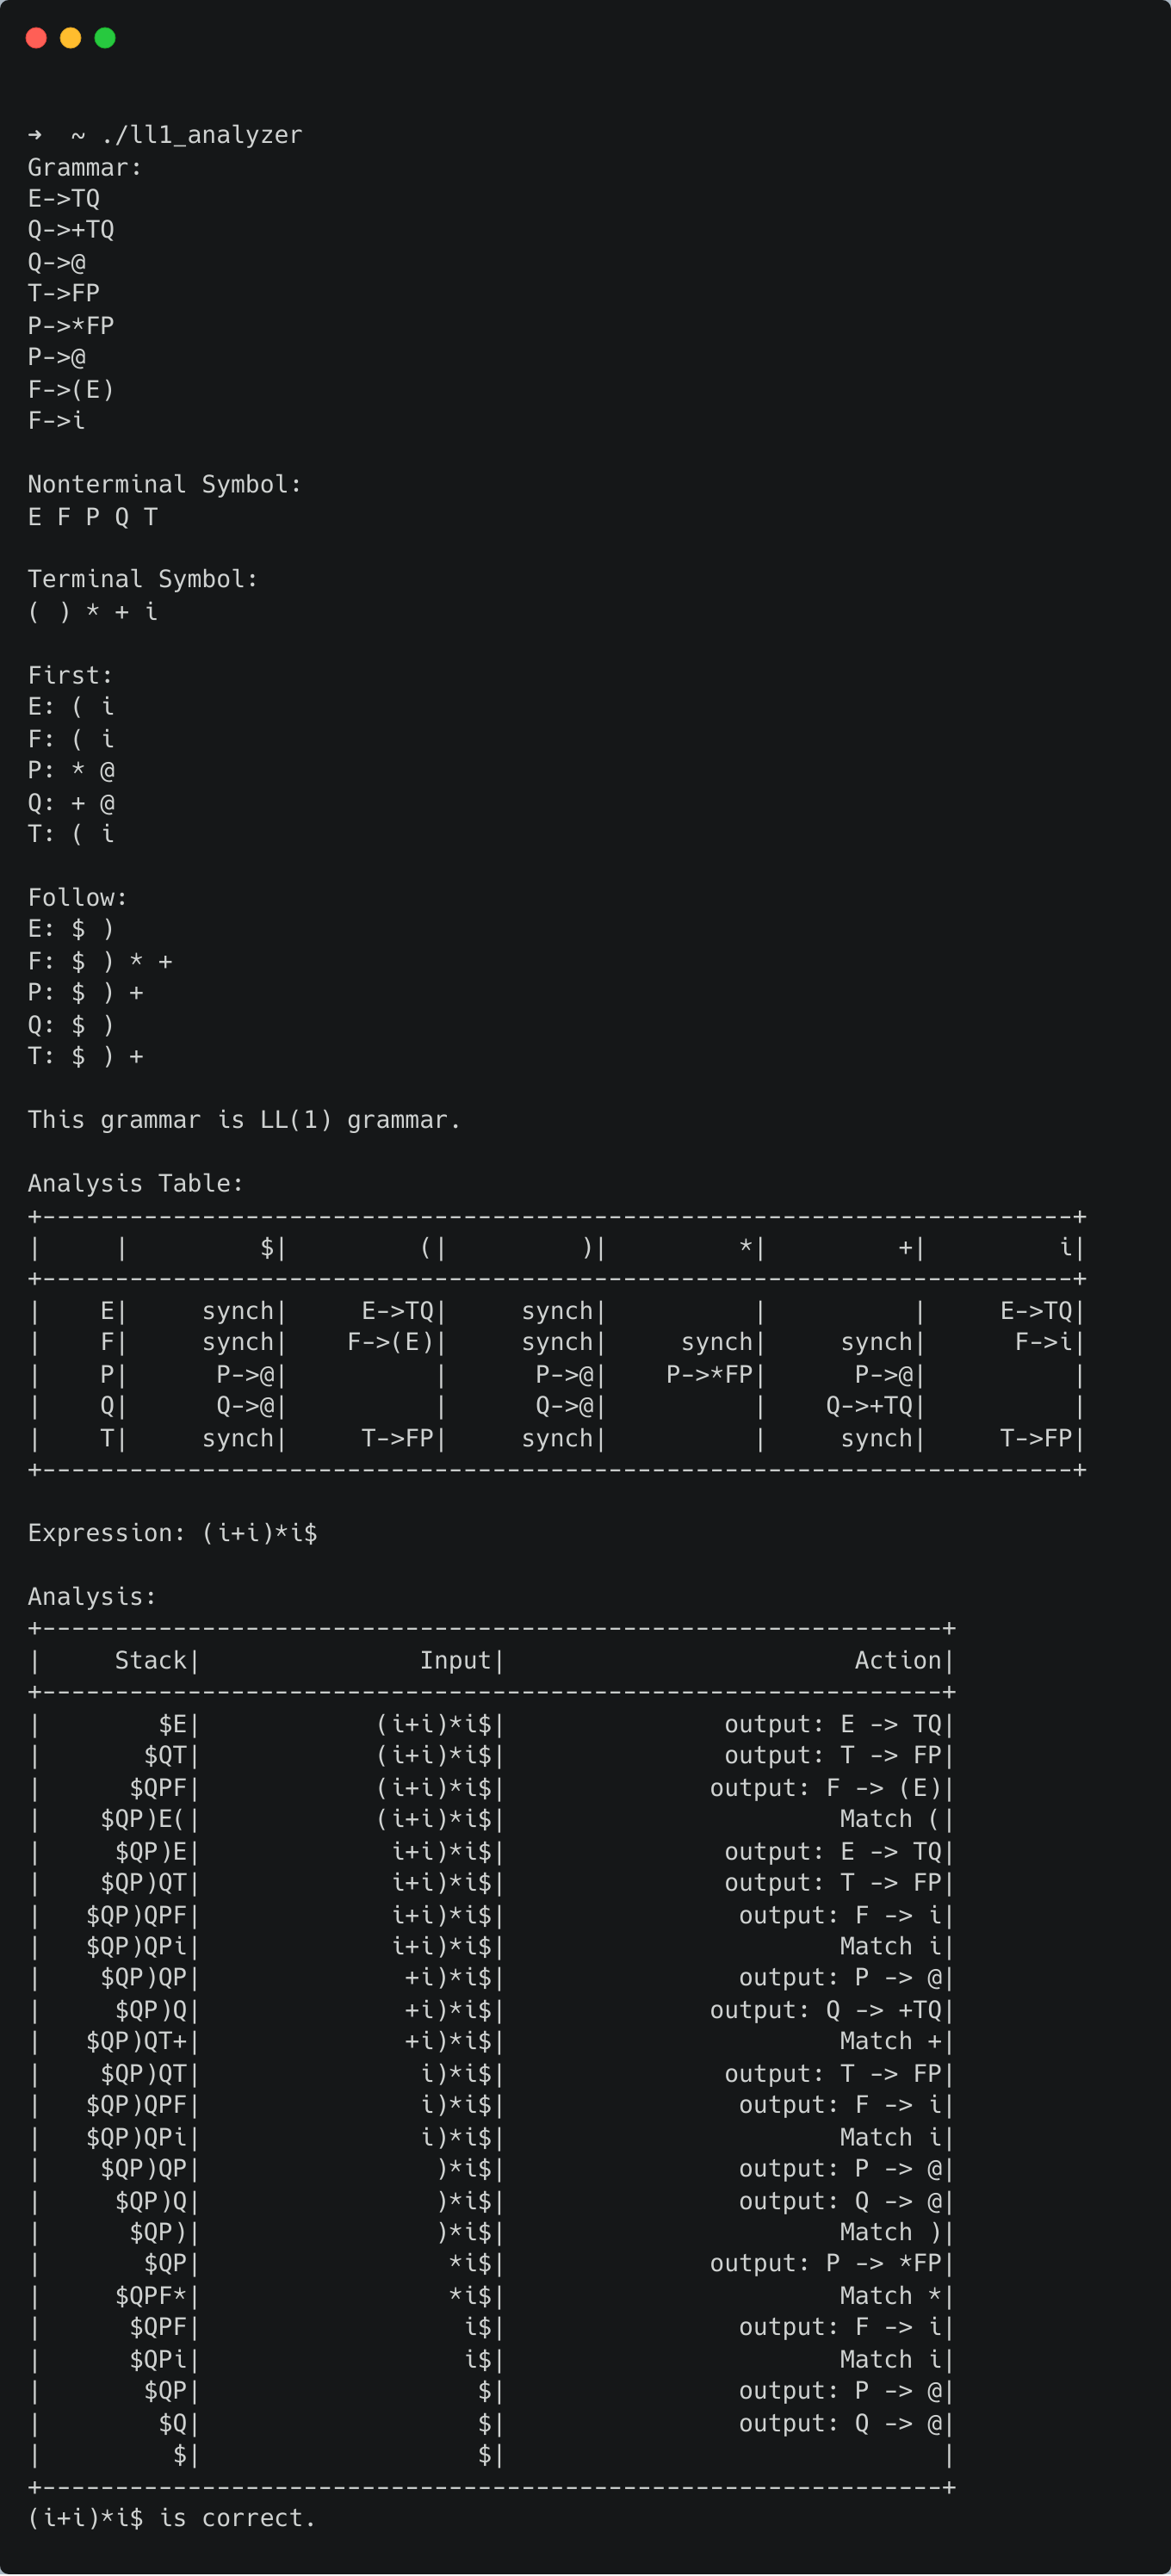 ➜  ~ ./ll1_analyzer
Grammar:
E->TQ
Q->+TQ
Q->@
T->FP
P->*FP
P->@
F->(E)
F->i

Nonterminal Symbol:
E F P Q T

Terminal Symbol:
( ) * + i

First:
E: ( i
F: ( i
P: * @
Q: + @
T: ( i

Follow:
E: $ )
F: $ ) * +
P: $ ) +
Q: $ )
T: $ ) +

This grammar is LL(1) grammar.

Analysis Table:
+-----------------------------------------------------------------------+
|     |         $|         (|         )|         *|         +|         i|
+-----------------------------------------------------------------------+
|    E|     synch|     E->TQ|     synch|          |          |     E->TQ|
|    F|     synch|    F->(E)|     synch|     synch|     synch|      F->i|
|    P|      P->@|          |      P->@|    P->*FP|      P->@|          |
|    Q|      Q->@|          |      Q->@|          |    Q->+TQ|          |
|    T|     synch|     T->FP|     synch|          |     synch|     T->FP|
+-----------------------------------------------------------------------+

Expression: (i+i)*i$

Analysis:
+--------------------------------------------------------------+
|     Stack|               Input|                        Action|
+--------------------------------------------------------------+
|        $E|            (i+i)*i$|               output: E -> TQ|
|       $QT|            (i+i)*i$|               output: T -> FP|
|      $QPF|            (i+i)*i$|              output: F -> (E)|
|    $QP)E(|            (i+i)*i$|                       Match (|
|     $QP)E|             i+i)*i$|               output: E -> TQ|
|    $QP)QT|             i+i)*i$|               output: T -> FP|
|   $QP)QPF|             i+i)*i$|                output: F -> i|
|   $QP)QPi|             i+i)*i$|                       Match i|
|    $QP)QP|              +i)*i$|                output: P -> @|
|     $QP)Q|              +i)*i$|              output: Q -> +TQ|
|   $QP)QT+|              +i)*i$|                       Match +|
|    $QP)QT|               i)*i$|               output: T -> FP|
|   $QP)QPF|               i)*i$|                output: F -> i|
|   $QP)QPi|               i)*i$|                       Match i|
|    $QP)QP|                )*i$|                output: P -> @|
|     $QP)Q|                )*i$|                output: Q -> @|
|      $QP)|                )*i$|                       Match )|
|       $QP|                 *i$|              output: P -> *FP|
|     $QPF*|                 *i$|                       Match *|
|      $QPF|                  i$|                output: F -> i|
|      $QPi|                  i$|                       Match i|
|       $QP|                   $|                output: P -> @|
|        $Q|                   $|                output: Q -> @|
|         $|                   $|                              |
+--------------------------------------------------------------+
(i+i)*i$ is correct.